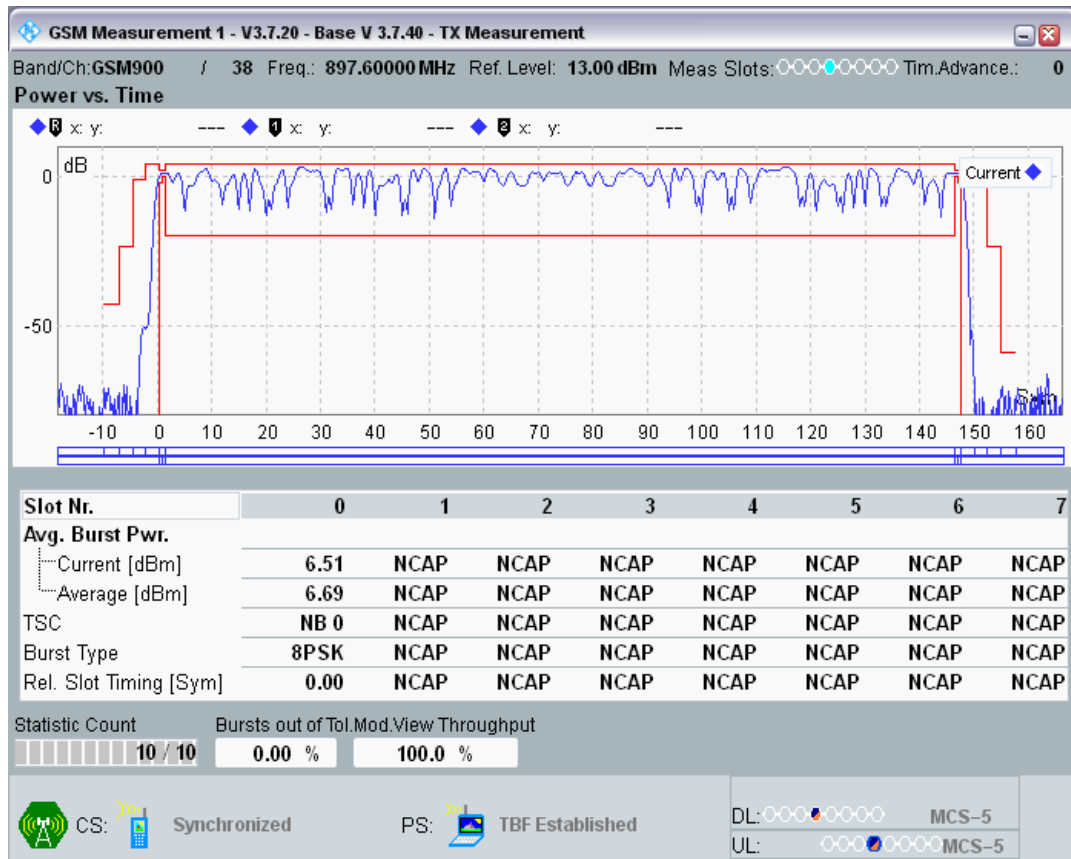 GSM Measurement 1 - V3.7.20 - Base V 3.7.40 - TX Measurement
Band/Ch:GSM900 / 38 Freq.: 897.60000 MHz Ref. Level: 13.00 dBm Meas Slots: Tim.Advance.: 0
Power vs. Time
R x: y: --- 1 x: y: --- 2 x: y: ---
dB
Current
0
-50
Sym
-10 0 10 20 30 40 50 60 70 80 90 100 110 120 130 140 150 160
Slot Nr. 0 1 2 3 4 5 6 7
Avg. Burst Pwr.
Current [dBm] 6.51 NCAP NCAP NCAP NCAP NCAP NCAP NCAP
Average [dBm] 6.69 NCAP NCAP NCAP NCAP NCAP NCAP NCAP
TSC NB 0 NCAP NCAP NCAP NCAP NCAP NCAP NCAP
Burst Type 8PSK NCAP NCAP NCAP NCAP NCAP NCAP NCAP
Rel. Slot Timing [Sym] 0.00 NCAP NCAP NCAP NCAP NCAP NCAP NCAP
Statistic Count Bursts out of Tol.Mod.View Throughput
10 / 10 0.00 % 100.0 %
CS: Synchronized PS: TBF Established
DL: MCS-5
UL: MCS-5